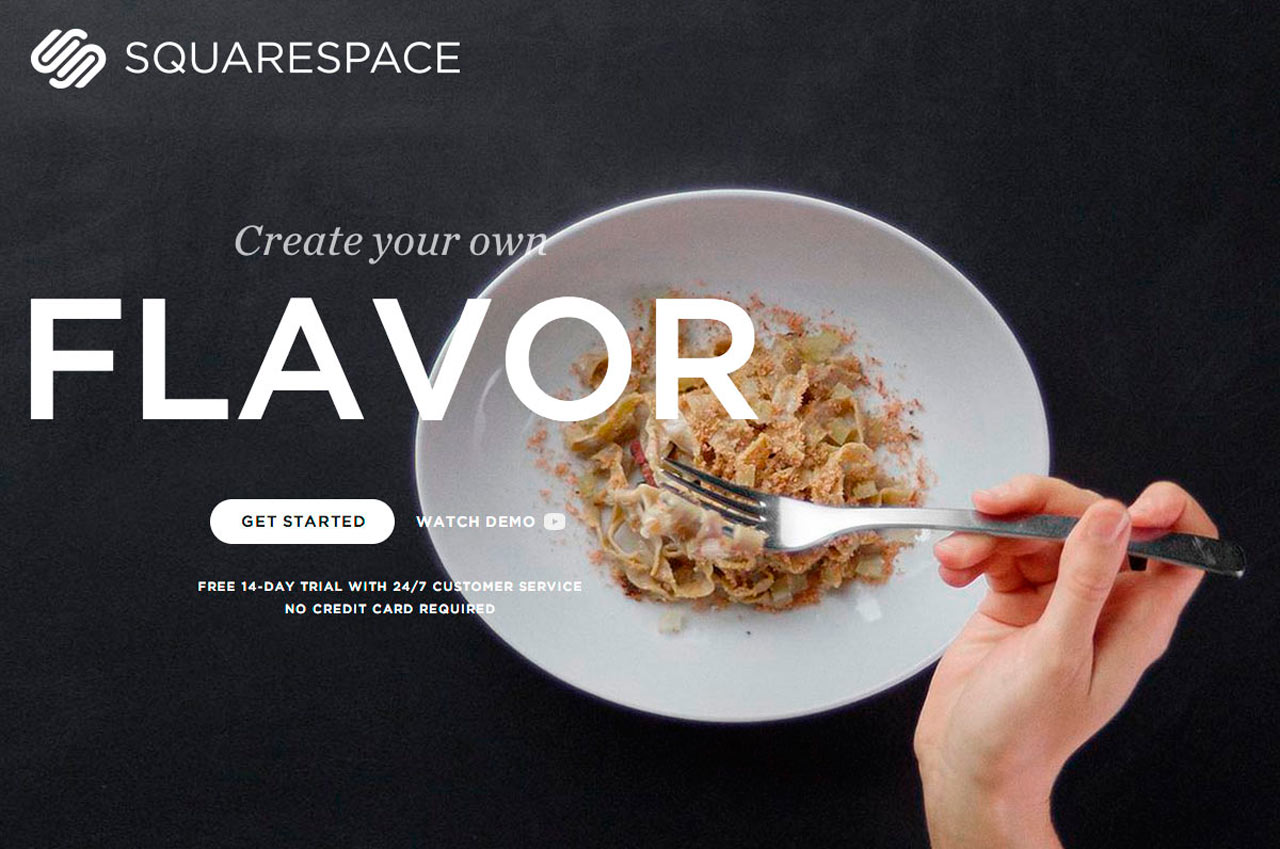 SQUARESPACE
Create your own
FLAVOR
GET STARTED
WATCH DEMO
FREE 14-DAY TRIAL WITH 24/7 CUSTOMER SERVICE
NO CREDIT CARD REQUIRED